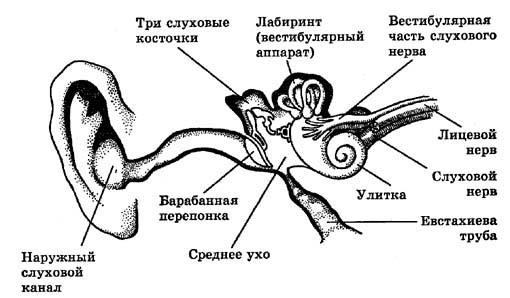 Три слуховые
косточки
Лабиринт
(вестибулярный
аппарат)
Вестибулярная
часть слухового
нерва
Лицевой
нерв
Слуховой
нерв
Улитка
Барабанная
перепонка
Евстахиева
труба
Среднее ухо
Наружный
слуховой
канал